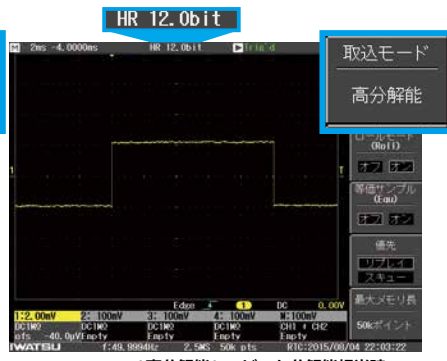 HR 12.0bit
取込モード
高分解能
M 2ms -4.0000ms HR 12.0bit Trig'd
ロールモード
(Roll)
オフ オン
等価サンプル
(Equ)
オフ オン
優先
リプレイ
スキュー
最大メモリ長
50kポイント
1 T
Edge 1 DC 0.00V
1:2.00mV 2: 100mV 3: 100mV 4: 100mV M:100mV
DC1MΩ DC1MΩ DC1MΩ DC1MΩ CH1 + CH2
ofs -40.0μV Empty Empty Empty Empty
IWATSU f:49.9994Hz 2.5MS 50k pts RTC:2015/08/04 22:03:22